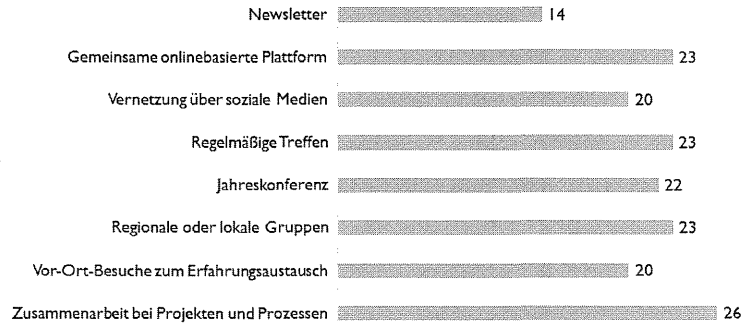 Newsletter 14
Gemeinsame onlinebasierte Plattform 23
Vernetzung über soziale Medien 20
Regelmäßige Treffen 23
Jahreskonferenz 22
Regionale oder lokale Gruppen 23
Vor-Ort-Besuche zum Erfahrungsaustausch 20
Zusammenarbeit bei Projekten und Prozessen 26